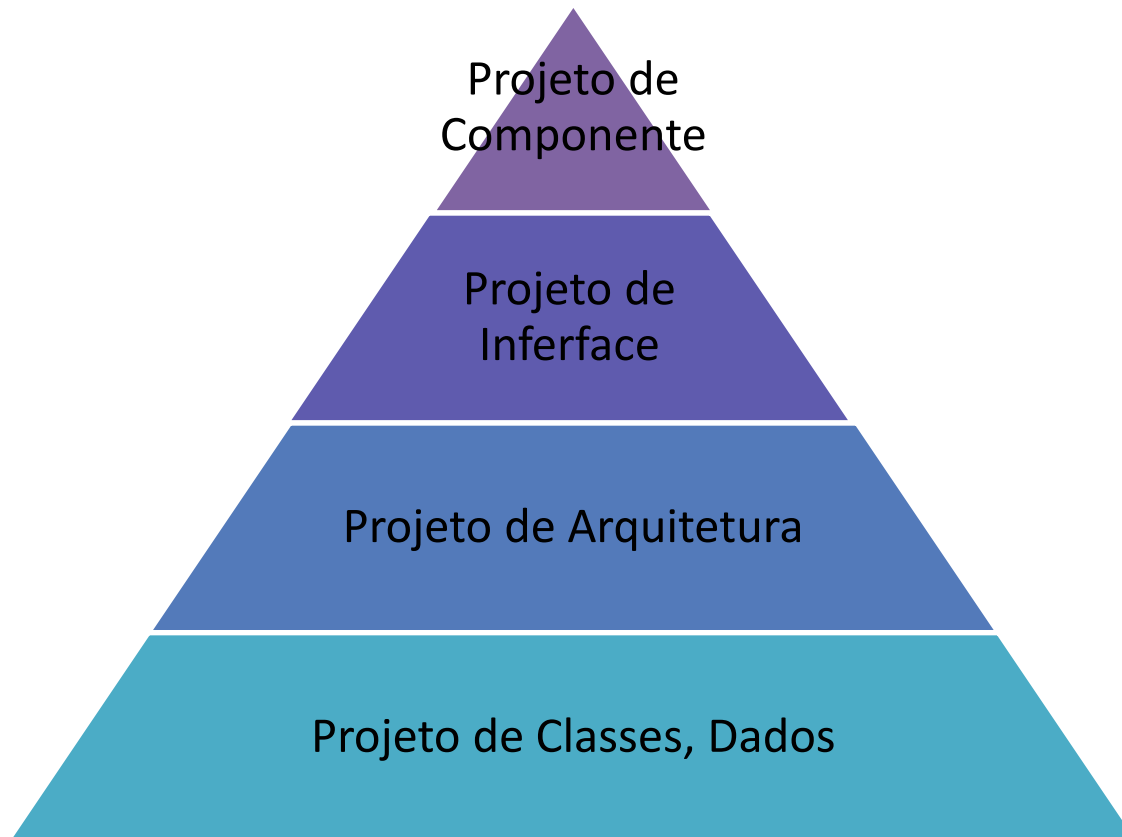 Projeto de
Componente
Projeto de
Inferface
Projeto de Arquitetura
Projeto de Classes, Dados